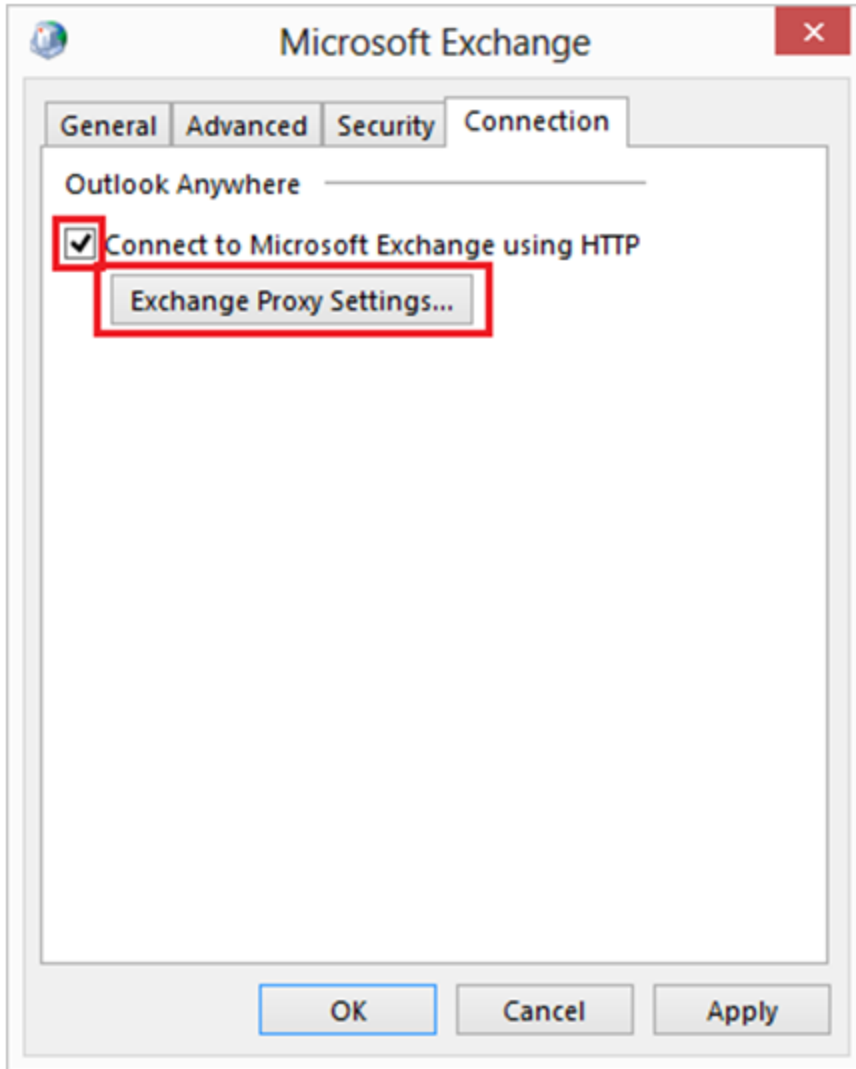 Microsoft Exchange
General Advanced Security Connection
Outlook Anywhere
Connect to Microsoft Exchange using HTTP
Exchange Proxy Settings...
OK Cancel Apply